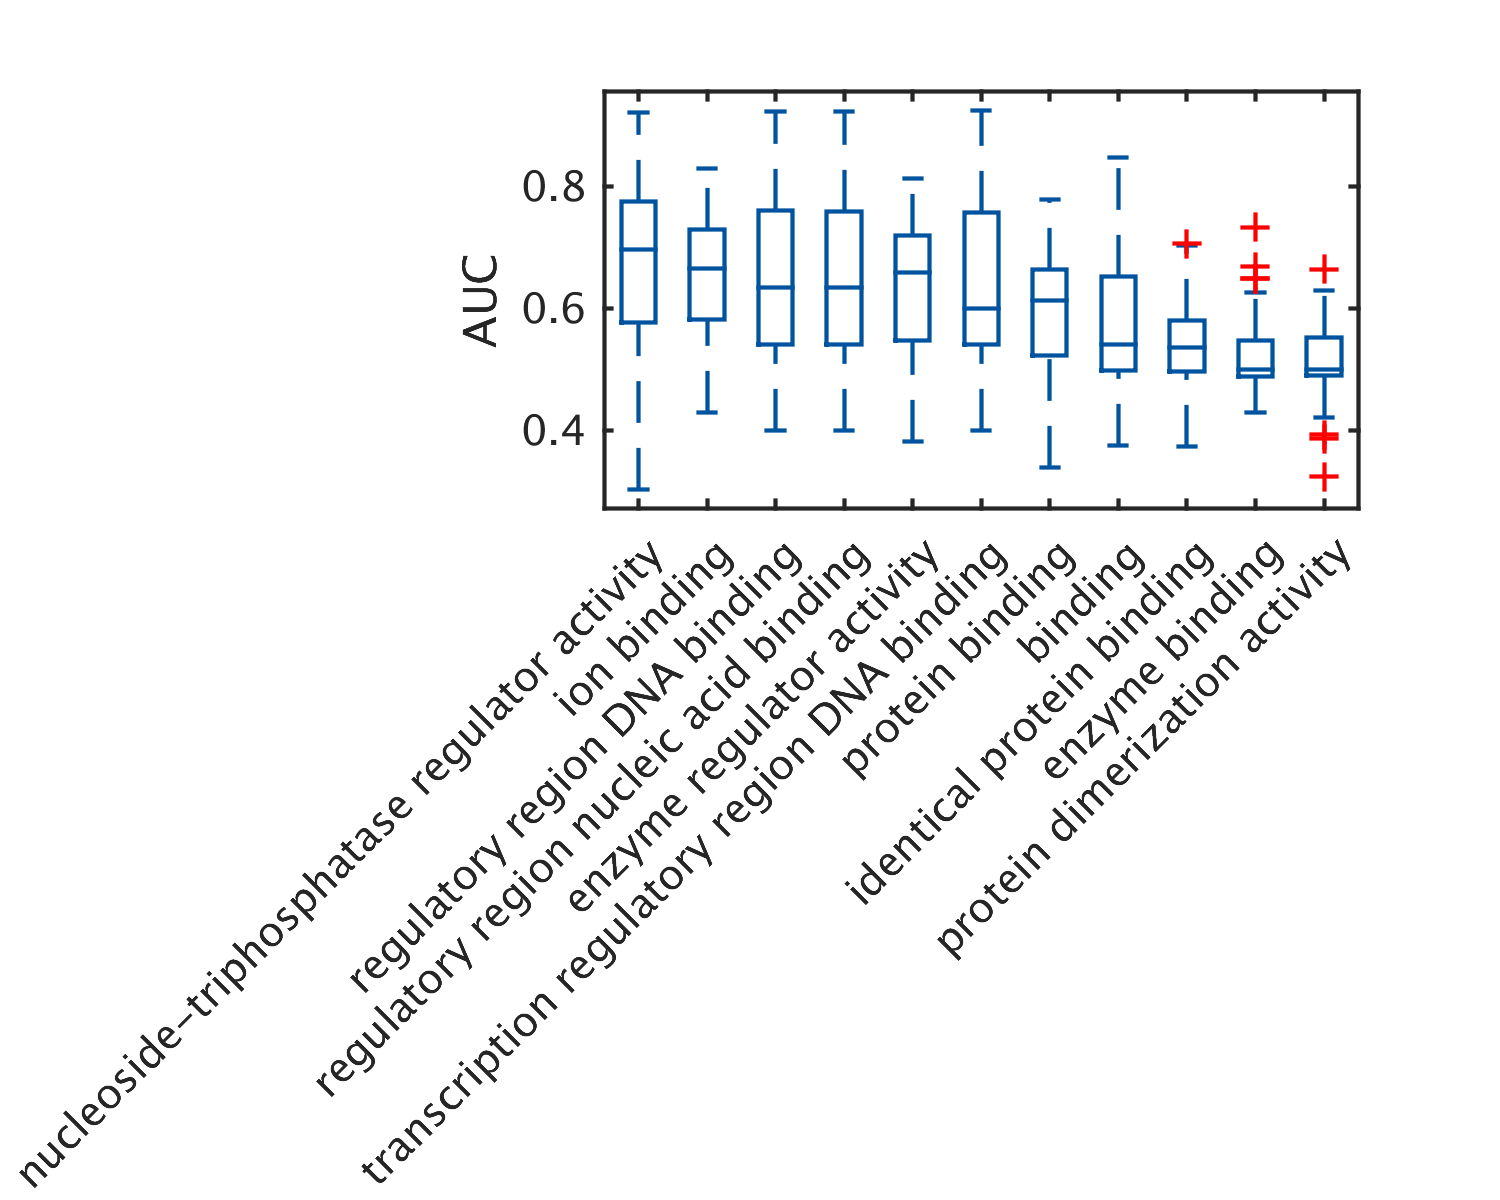 AUC
0.8
0.6
0.4
nucleoside−triphosphatase regulator activity
ion binding
regulatory region DNA binding
regulatory region nucleic acid binding
enzyme regulator activity
transcription regulatory region DNA binding
protein binding
binding
identical protein binding
enzyme binding
protein dimerization activity